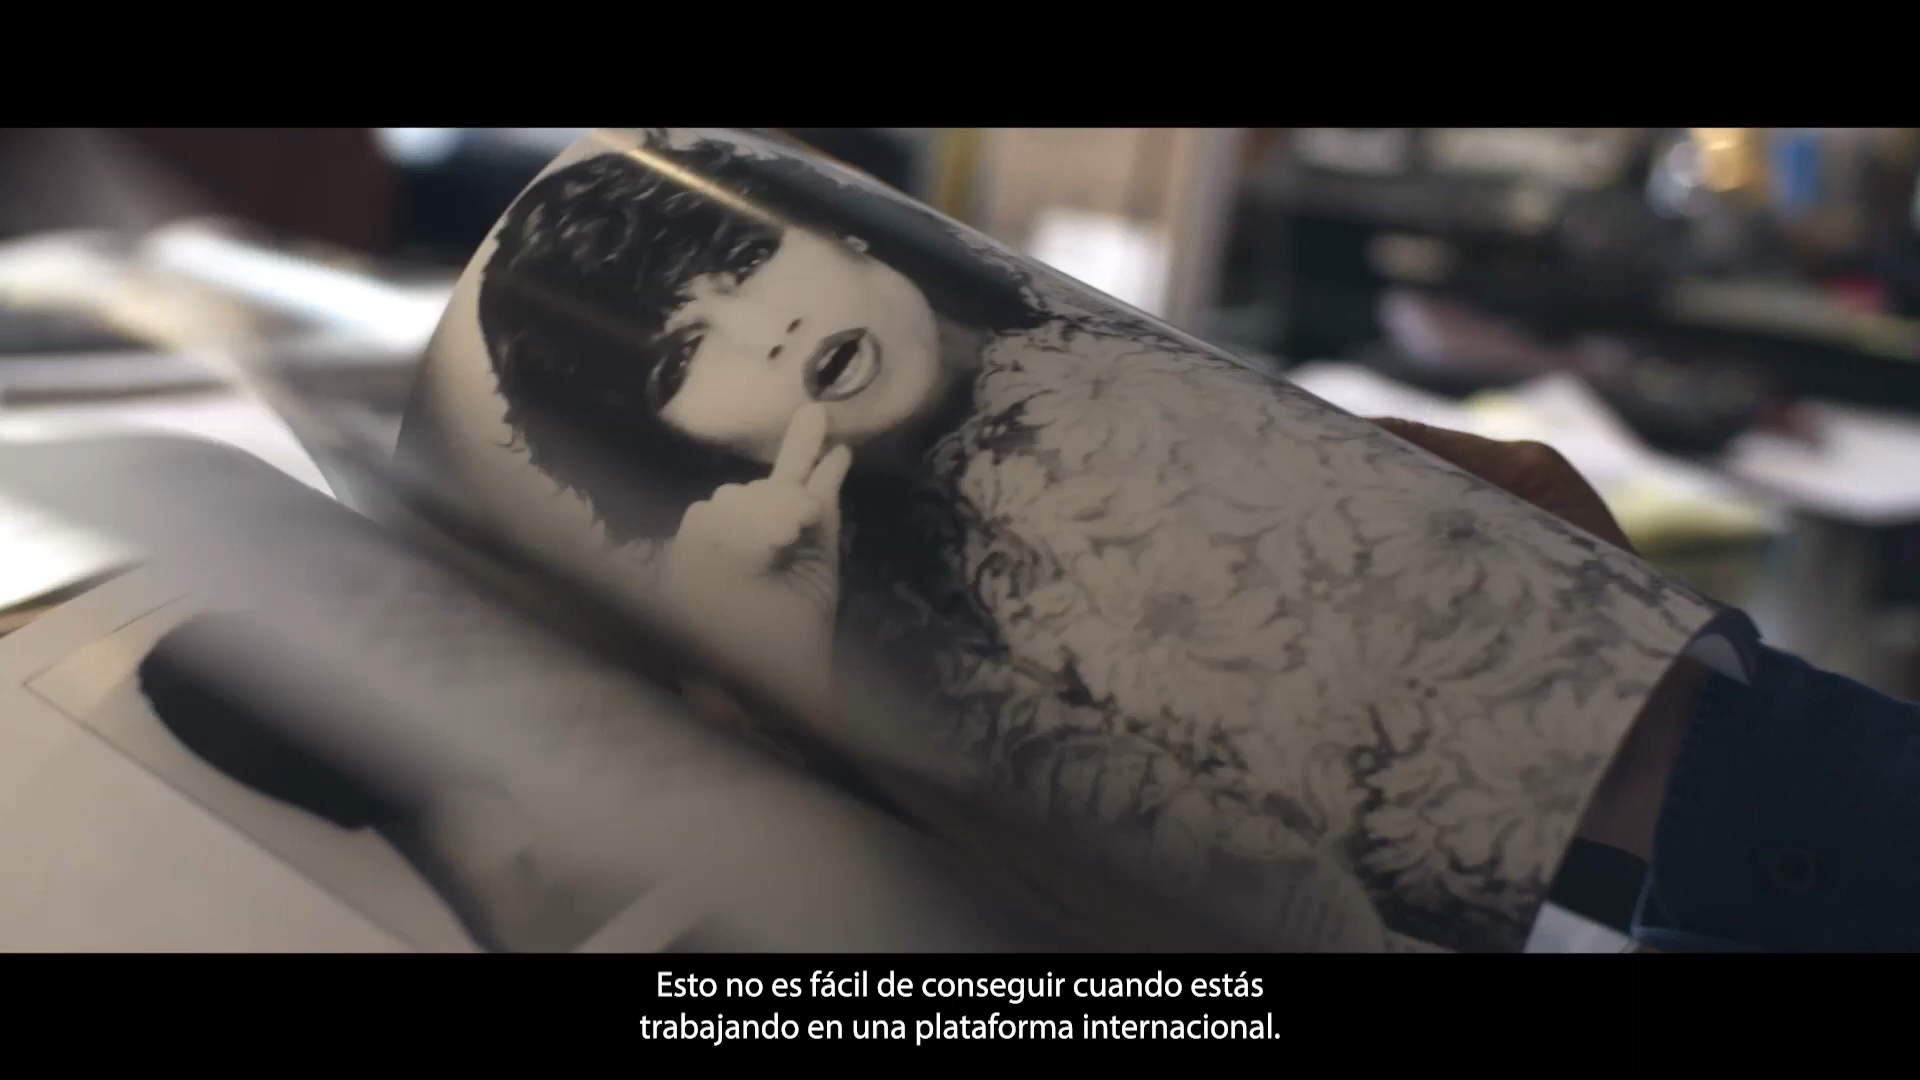 Esto no es fácil de conseguir cuando estás
trabajando en una plataforma internacional.